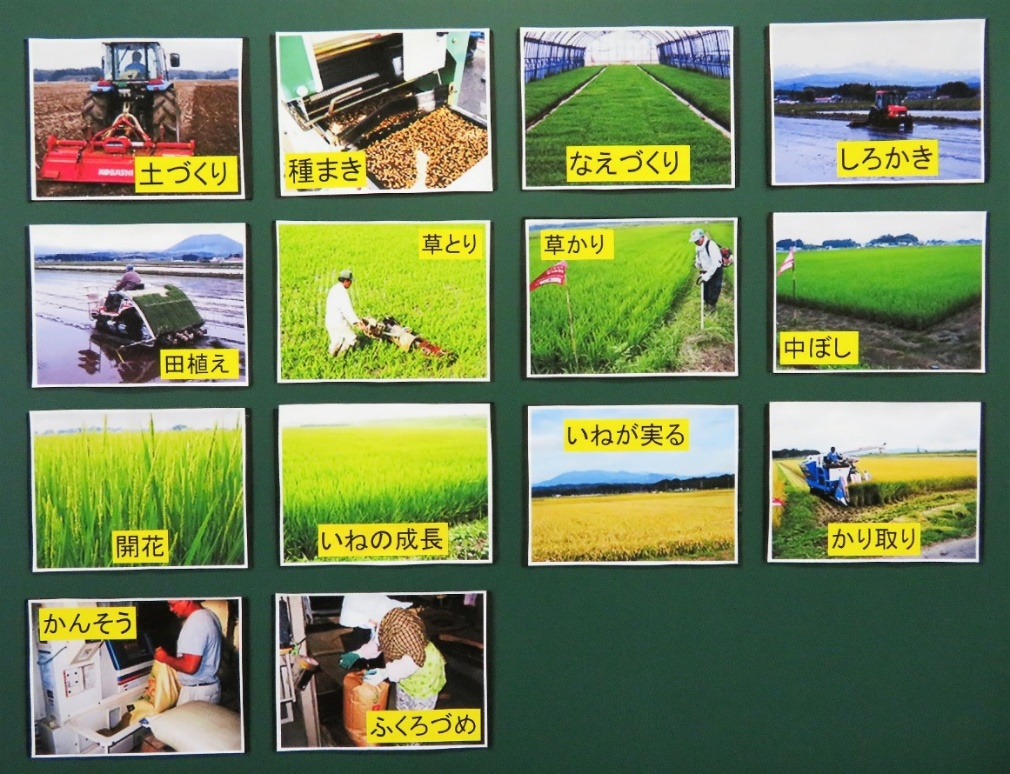 土づくり
種まき
なえづくり
しろかき
田植え
草とり
草かり
中ぼし
開花
いねの成長
いねが実る
かり取り
かんそう
ふくろづめ